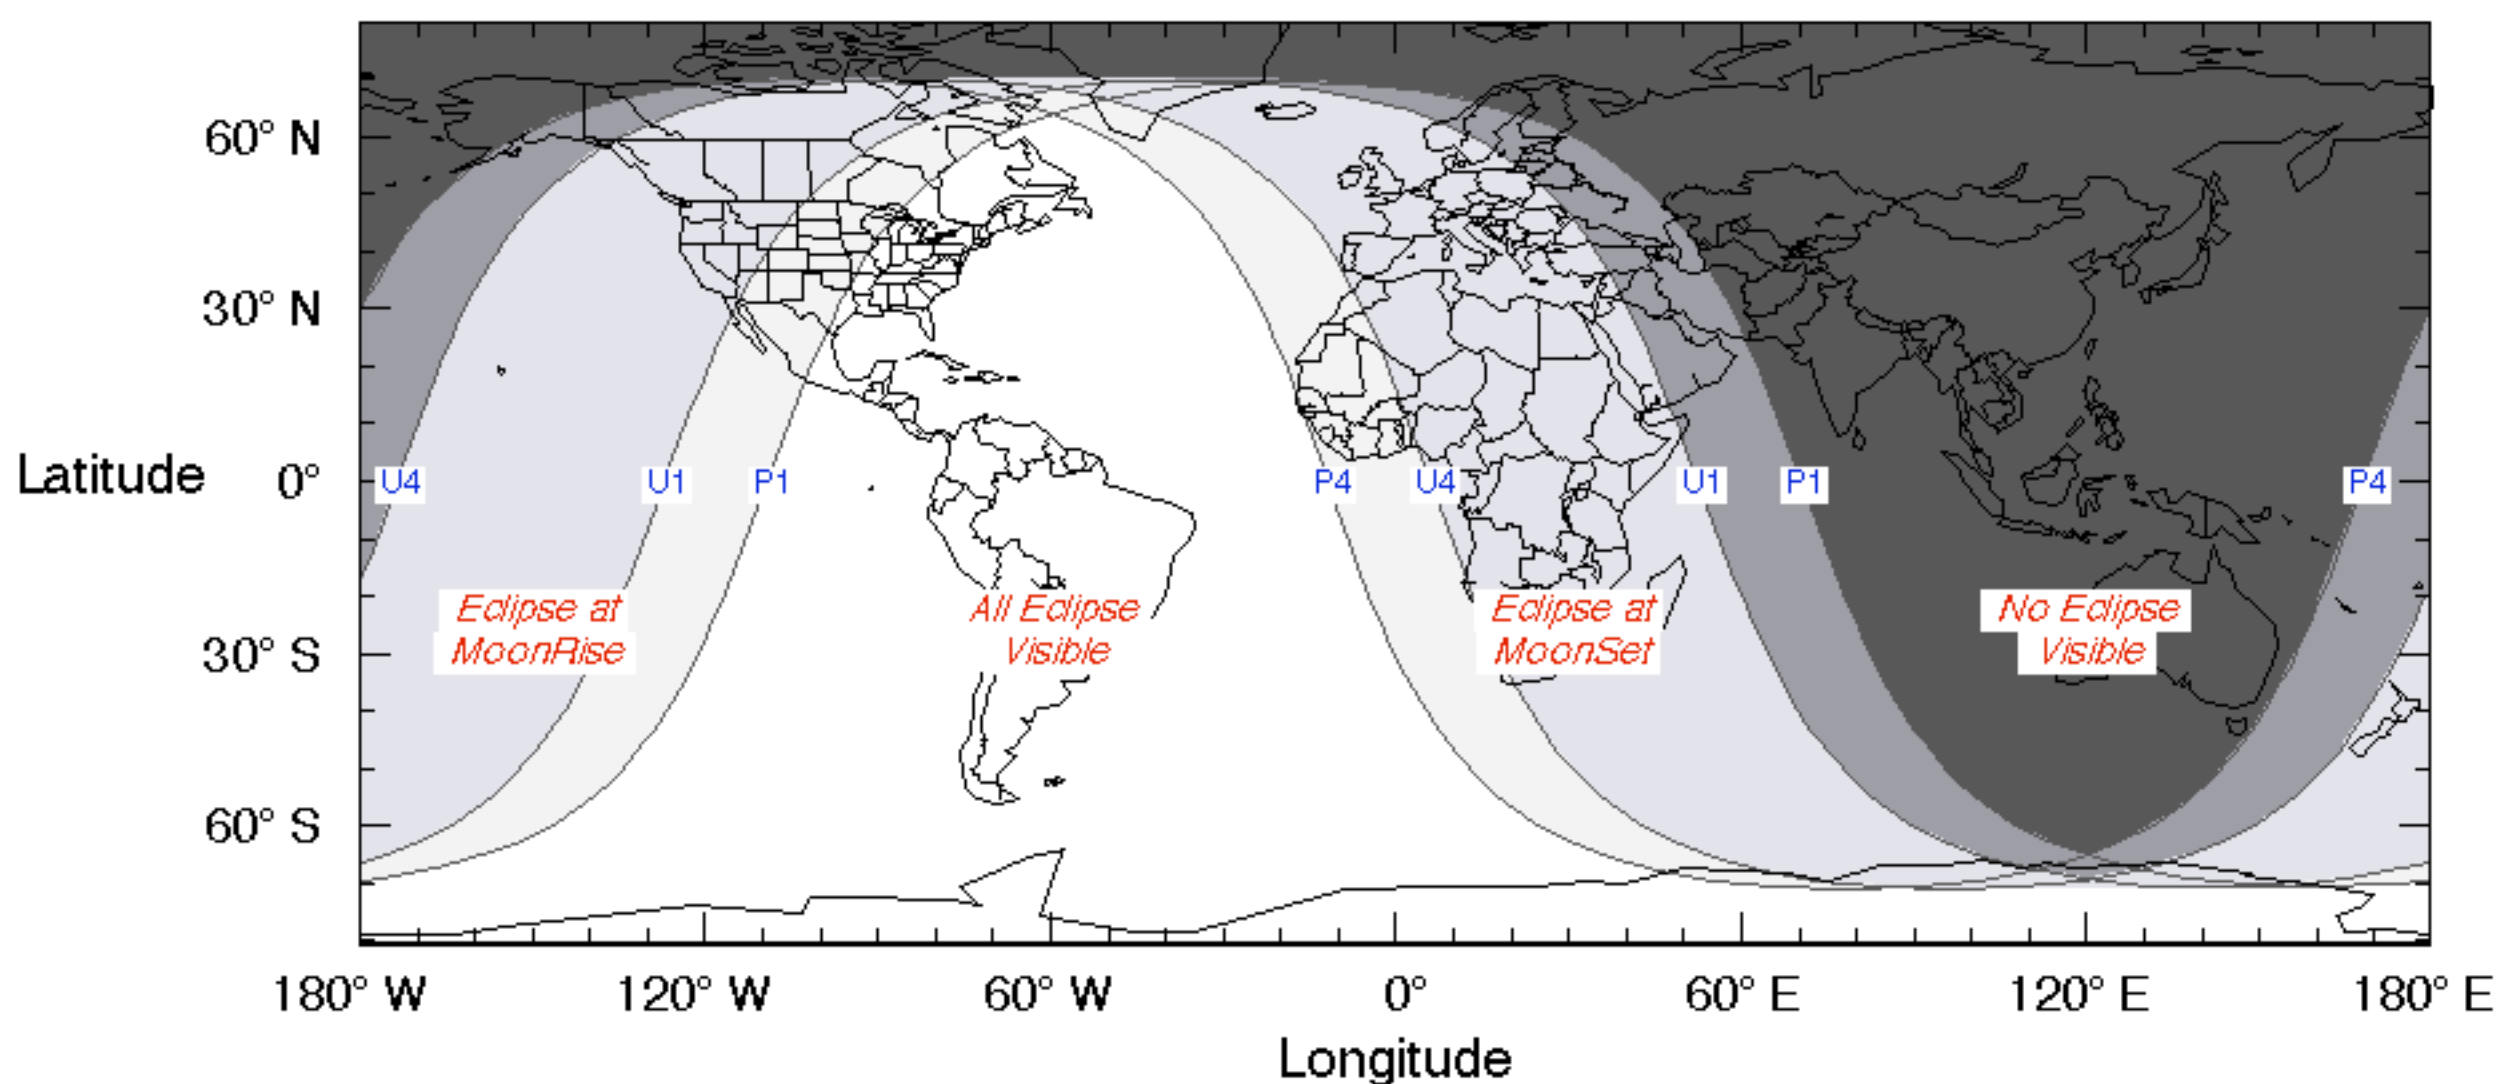 60° N
30° N
Latitude 0°
U4 U1 P1 P4 U4 U1 P1 P4
Eclipse at
MoonRise
All Eclipse
Visible
Eclipse at
MoonSet
No Eclipse
Visible
30° S
60° S
180° W 120° W 60° W 0° 60° E 120° E 180° E
Longitude